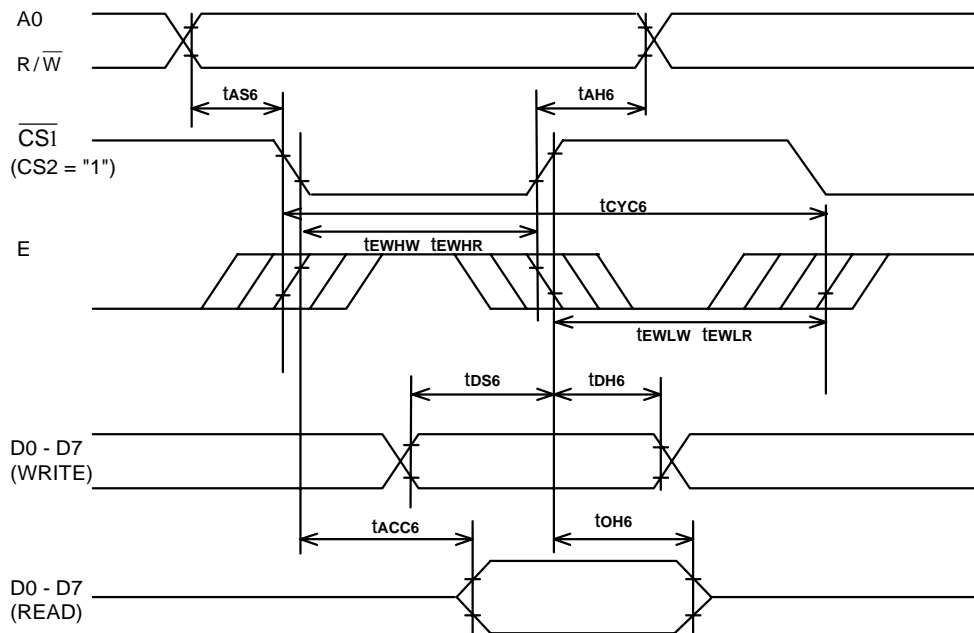 A0
R/W̅
tAS6 tAH6
C̅S̅1̅
(CS2 = "1")
tCYC6
tEWHW tEWHR
E
tEWLW tEWLR
tDS6 tDH6
D0 - D7
(WRITE)
tACC6 tOH6
D0 - D7
(READ)